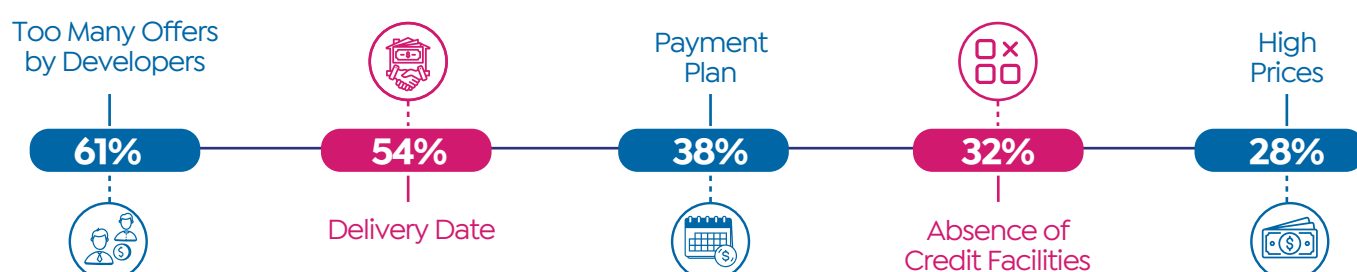 Too Many Offers
by Developers
61%
54%
Delivery Date
Payment
Plan
38%
32%
Absence of
Credit Facilities
High
Prices
28%